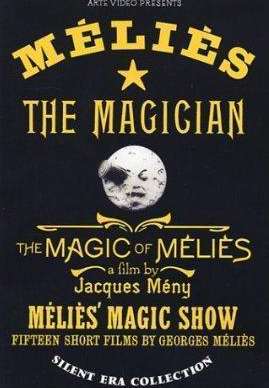 ARTE VIDEO PRESENTS
MÉLIÈS
THE MAGICIAN
THE MAGIC OF MÉLIÈS
a film by
Jacques Mény
MÉLIÈS' MAGIC SHOW
FIFTEEN SHORT FILMS BY GEORGES MÉLIÈS
SILENT ERA COLLECTION